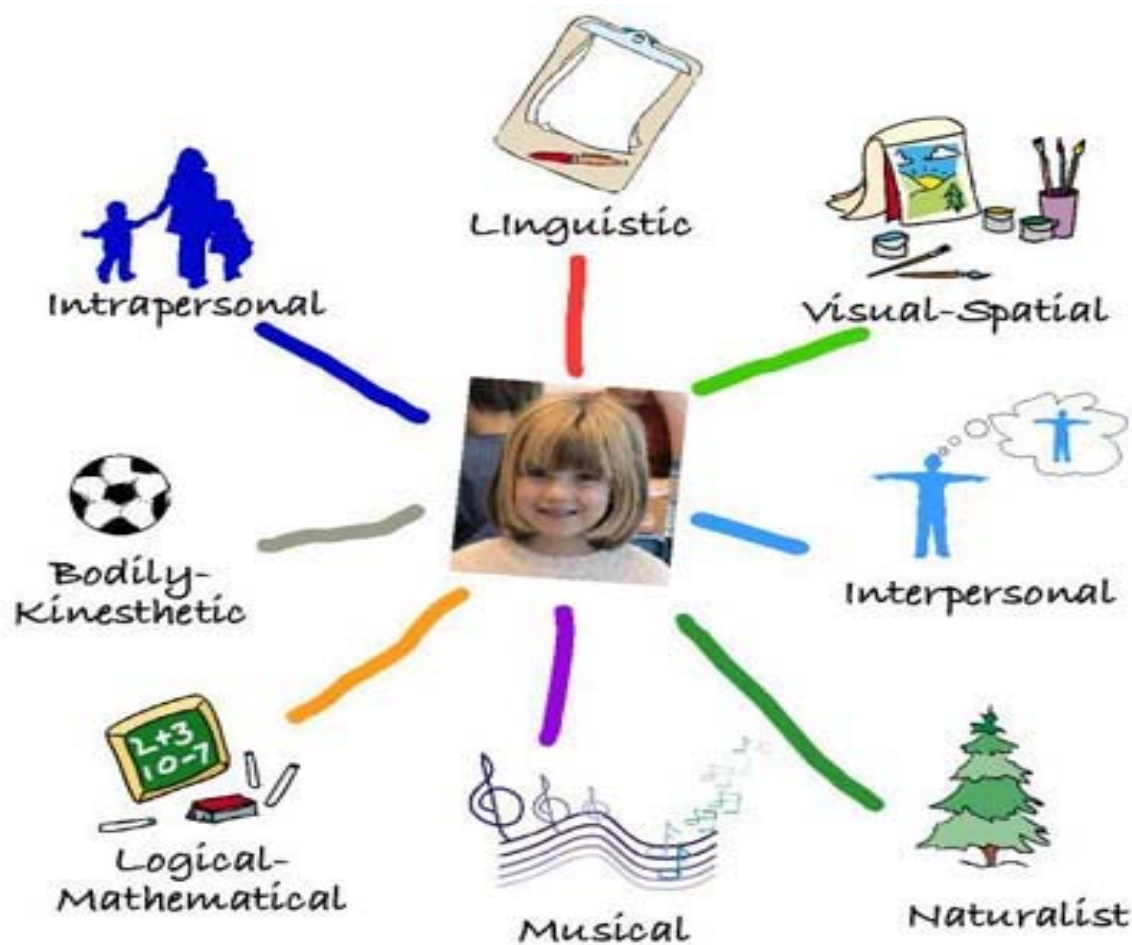 LInguistic
Visual-Spatial
Intrapersonal
Interpersonal
Bodily-
Kinesthetic
2+3
10-7
Logical-
Mathematical
Musical
Naturalist